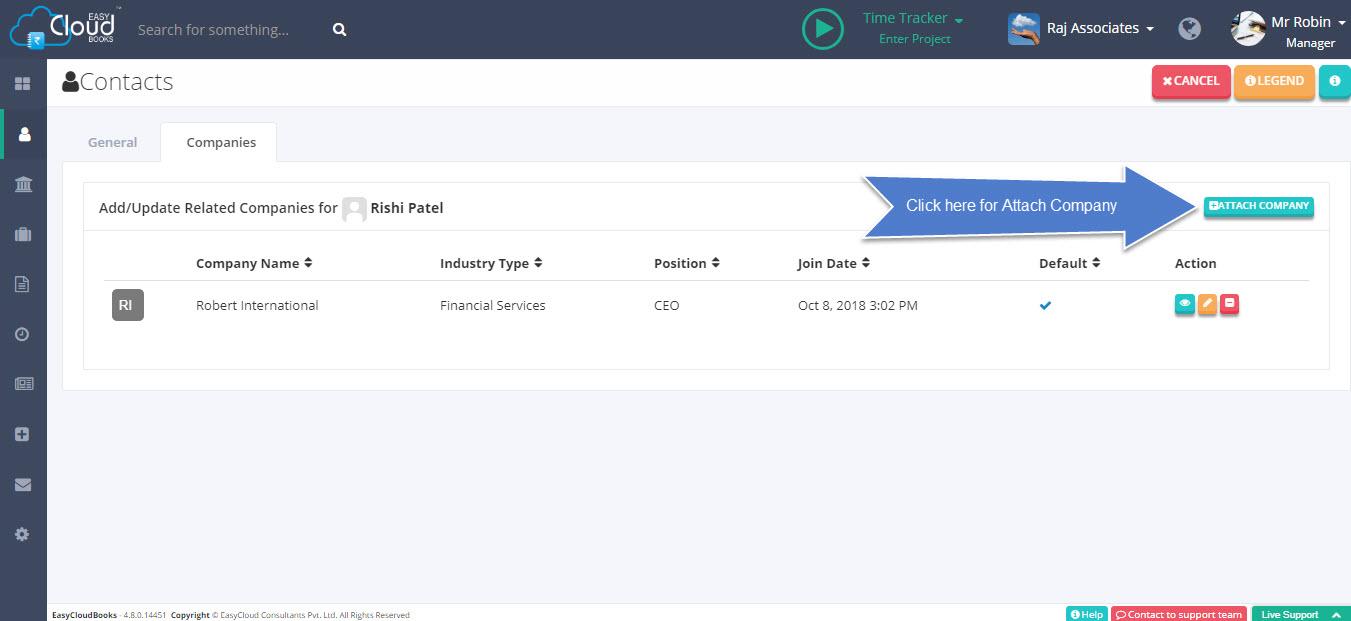 EASY
Cloud
BOOKS
™
Search for something...
Time Tracker
Enter Project
Raj Associates
Mr Robin
Manager
Contacts
CANCEL
LEGEND
General
Companies
Add/Update Related Companies for Rishi Patel
Click here for Attach Company
ATTACH COMPANY
Company Name
Industry Type
Position
Join Date
Default
Action
RI
Robert International
Financial Services
CEO
Oct 8, 2018 3:02 PM
EasyCloudBooks - 4.8.0.14451 Copyright © EasyCloud Consultants Pvt. Ltd. All Rights Reserved
Help
Contact to support team
Live Support